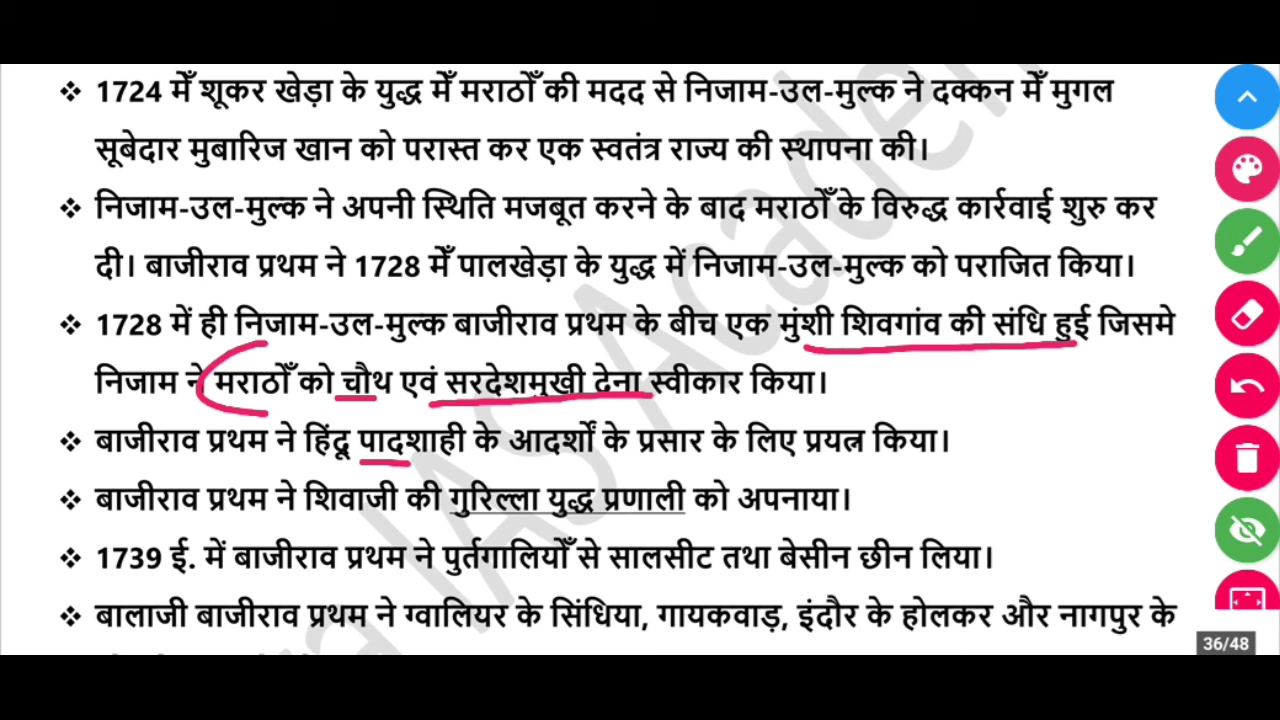 ❖ 1724 मेँ शूकर खेड़ा के युद्ध मेँ मराठोँ की मदद से निजाम-उल-मुल्क ने दक्कन मेँ मुगल
सूबेदार मुबारिज खान को परास्त कर एक स्वतंत्र राज्य की स्थापना की।
❖ निजाम-उल-मुल्क ने अपनी स्थिति मजबूत करने के बाद मराठोँ के विरुद्ध कार्रवाई शुरु कर
दी। बाजीराव प्रथम ने 1728 मेँ पालखेड़ा के युद्ध में निजाम-उल-मुल्क को पराजित किया।
❖ 1728 में ही निजाम-उल-मुल्क बाजीराव प्रथम के बीच एक मुंशी शिवगांव की संधि हुई जिसमे
निजाम ने मराठोँ को चौथ एवं सरदेशमुखी देना स्वीकार किया।
❖ बाजीराव प्रथम ने हिंदू पादशाही के आदर्शों के प्रसार के लिए प्रयत्न किया।
❖ बाजीराव प्रथम ने शिवाजी की गुरिल्ला युद्ध प्रणाली को अपनाया।
❖ 1739 ई. में बाजीराव प्रथम ने पुर्तगालियोँ से सालसीट तथा बेसीन छीन लिया।
❖ बालाजी बाजीराव प्रथम ने ग्वालियर के सिंधिया, गायकवाड़, इंदौर के होलकर और नागपुर के
36/48
IAS Academ